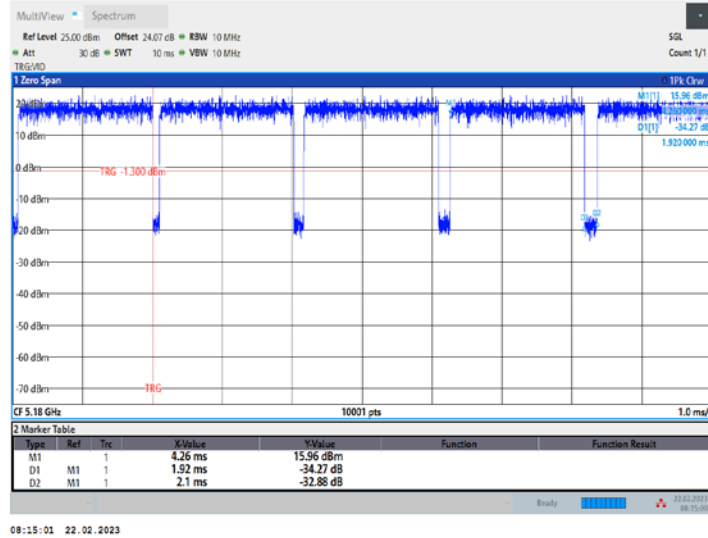 MultiView Spectrum
Ref Level 25.00 dBm Offset 24.07 dB RBW 10 MHz SGL
Att 30 dB SWT 10 ms VBW 10 MHz Count 1/1
TRG:VID
1 Zero Span 1Pk Clrw
M1[1] 15.96 dBm
20 dBm
D1[1] -34.27 dB
10 dBm
1.920 000 ms
0 dBm
TRG -1.300 dBm
-10 dBm
D2
-20 dBm
-30 dBm
-40 dBm
-50 dBm
-60 dBm
-70 dBm
TRG
CF 5.18 GHz 10001 pts 1.0 ms/
2 Marker Table
Type Ref Trc X-Value Y-Value Function Function Result
M1 1 4.26 ms 15.96 dBm
D1 M1 1 1.92 ms -34.27 dB
D2 M1 1 2.1 ms -32.88 dB
Ready 22.02.2023
08:15:00
08:15:01 22.02.2023